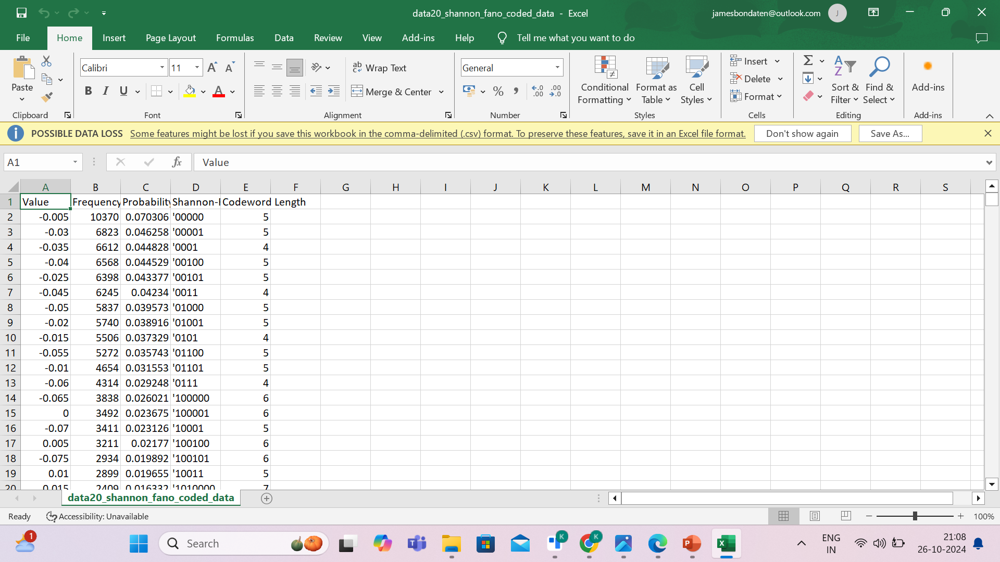 data20_shannon_fano_coded_data - Excel
jamesbondaten@outlook.com J
File Home Insert Page Layout Formulas Data Review View Add-ins Help Tell me what you want to do
Paste
Clipboard
Calibri 11
B I U A
Font
ab Wrap Text
Merge & Center
Alignment
General
% ,
Number
Conditional Formatting
Format as Table
Cell Styles
Styles
Insert
Delete
Format
Cells
Sort & Filter
Find & Select
Editing
Add-ins
Add-ins
POSSIBLE DATA LOSS Some features might be lost if you save this workbook in the comma-delimited (.csv) format. To preserve these features, save it in an Excel file format. Don't show again Save As...
A1 fx Value
A B C D E F G H I J K L M N O P Q R S
1 Value Frequency Probability Shannon-F Codeword Length
2 -0.005 10370 0.070306 '00000 5
3 -0.03 6823 0.046258 '00001 5
4 -0.035 6612 0.044828 '0001 4
5 -0.04 6568 0.044529 '00100 5
6 -0.025 6398 0.043377 '00101 5
7 -0.045 6245 0.04234 '0011 4
8 -0.05 5837 0.039573 '01000 5
9 -0.02 5740 0.038916 '01001 5
10 -0.015 5506 0.037329 '0101 4
11 -0.055 5272 0.035743 '01100 5
12 -0.01 4654 0.031553 '01101 5
13 -0.06 4314 0.029248 '0111 4
14 -0.065 3838 0.026021 '100000 6
15 0 3492 0.023675 '100001 6
16 -0.07 3411 0.023126 '10001 5
17 0.005 3211 0.02177 '100100 6
18 -0.075 2934 0.019892 '100101 6
19 0.01 2899 0.019655 '10011 5
20 0.015 2409 0.016332 '1010000 7
data20_shannon_fano_coded_data
Ready Accessibility: Unavailable 100%
1 Search ENG IN 21:08 26-10-2024